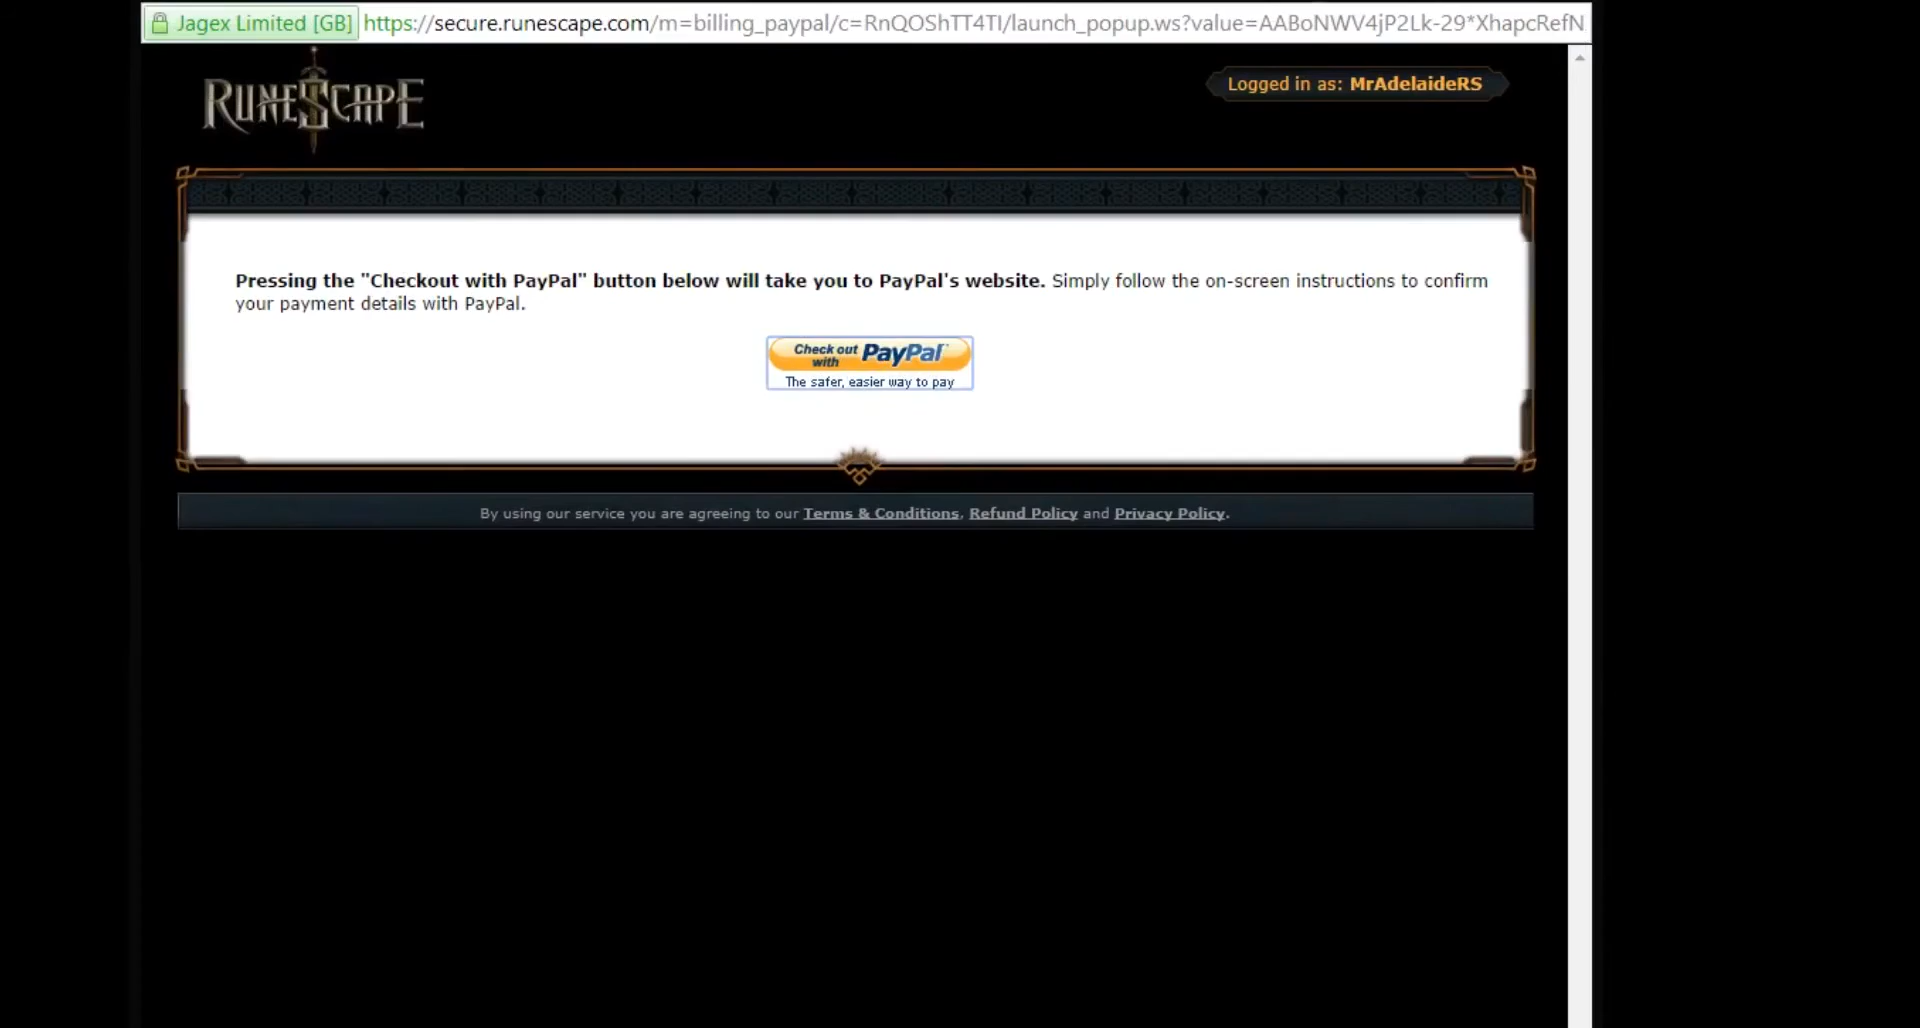 Jagex Limited [GB] https://secure.runescape.com/m=billing_paypal/c=RnQOShTT4TI/launch_popup.ws?value=AABoNWV4jP2Lk-29*XhapcRefN
RUNESCAPE
Logged in as: MrAdelaideRS
Pressing the "Checkout with PayPal" button below will take you to PayPal's website. Simply follow the on-screen instructions to confirm
your payment details with PayPal.
Check out with PayPal™
The safer, easier way to pay
By using our service you are agreeing to our Terms & Conditions, Refund Policy and Privacy Policy.